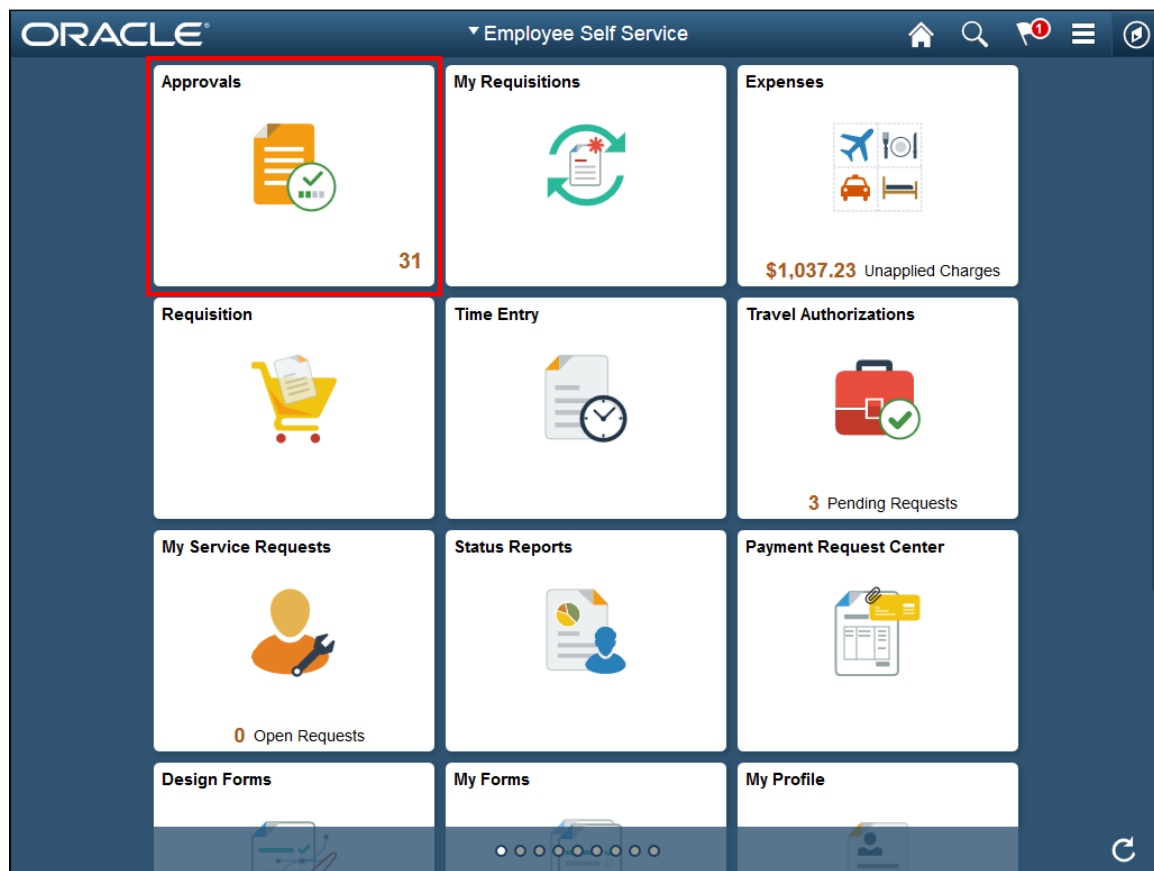 ORACLE®
Employee Self Service
1
Approvals
31
My Requisitions
Expenses
$1,037.23 Unapplied Charges
Requisition
Time Entry
Travel Authorizations
3 Pending Requests
My Service Requests
0 Open Requests
Status Reports
Payment Request Center
Design Forms
My Forms
My Profile